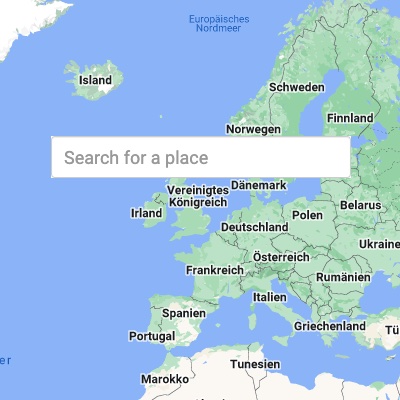 Europäisches
Nordmeer
Island
Schweden
Finnland
Norwegen
Search for a place
Vereinigtes
Königreich
Dänemark
Irland
Belarus
Polen
Deutschland
Ukraine
Österreich
Frankreich
Rumänien
Italien
Spanien
Griechenland
Portugal
Tü
er
Tunesien
Marokko